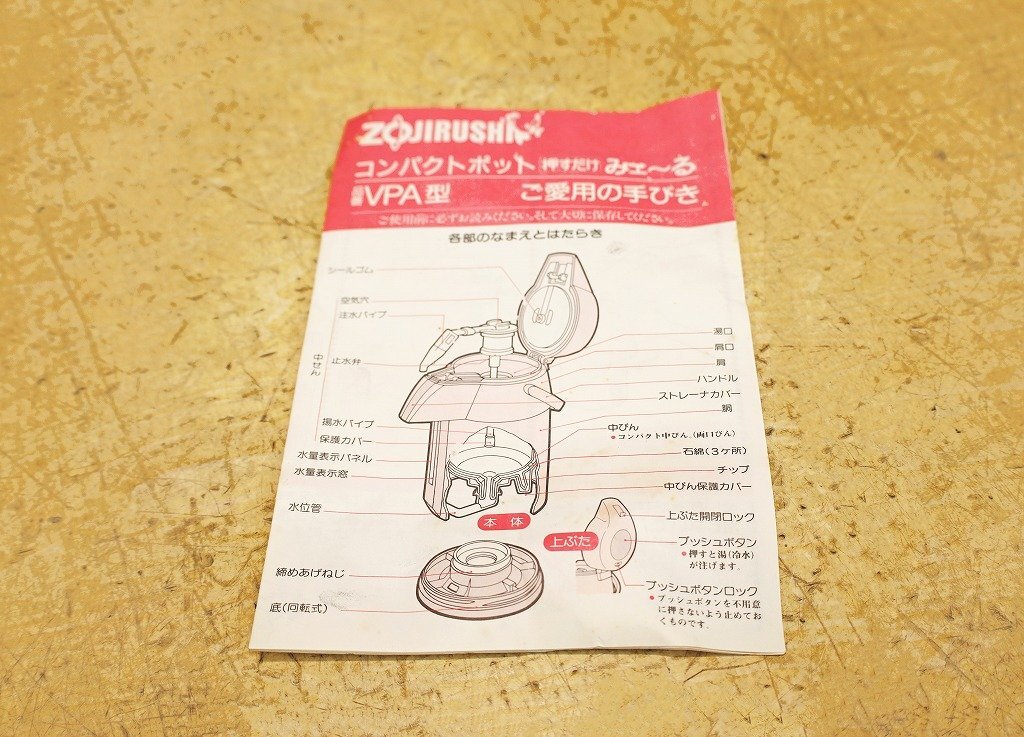 ZOJIRUSHI
コンパクトポット 押すだけ みエ〜る
品番 VPA型 ご愛用の手びき
ご使用前に必ずお読みください。そして大切に保存してください。
各部のなまえとはたらき
シールゴム
空気穴
注水パイプ
中せん
止水弁
揚水パイプ
保護カバー
水量表示パネル
水量表示窓
水位管
湯口
肩口
肩
ハンドル
ストレーナカバー
胴
中びん
●コンパクト中びん、(両口びん)
石綿(3ケ所)
チップ
中びん保護カバー
本体
上ぶた
上ぶた開閉ロック
プッシュボタン
●押すと湯(冷水)
が注げます。
プッシュボタンロック
●プッシュボタンを不用意
に押さないよう止めてお
くものです。
締めあげねじ
底(回転式)